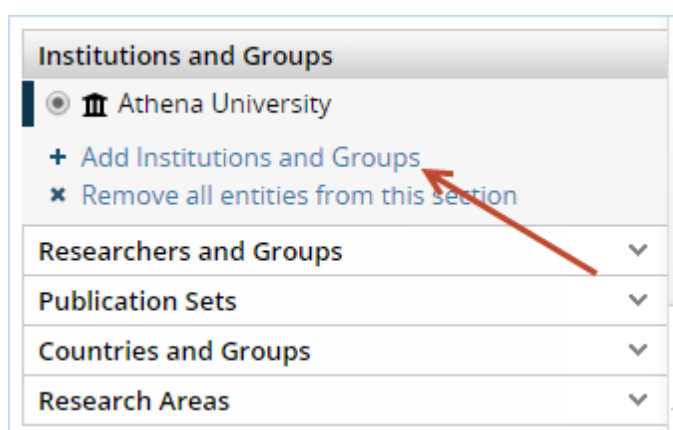 Institutions and Groups
Athena University
+ Add Institutions and Groups
× Remove all entities from this section
Researchers and Groups
Publication Sets
Countries and Groups
Research Areas